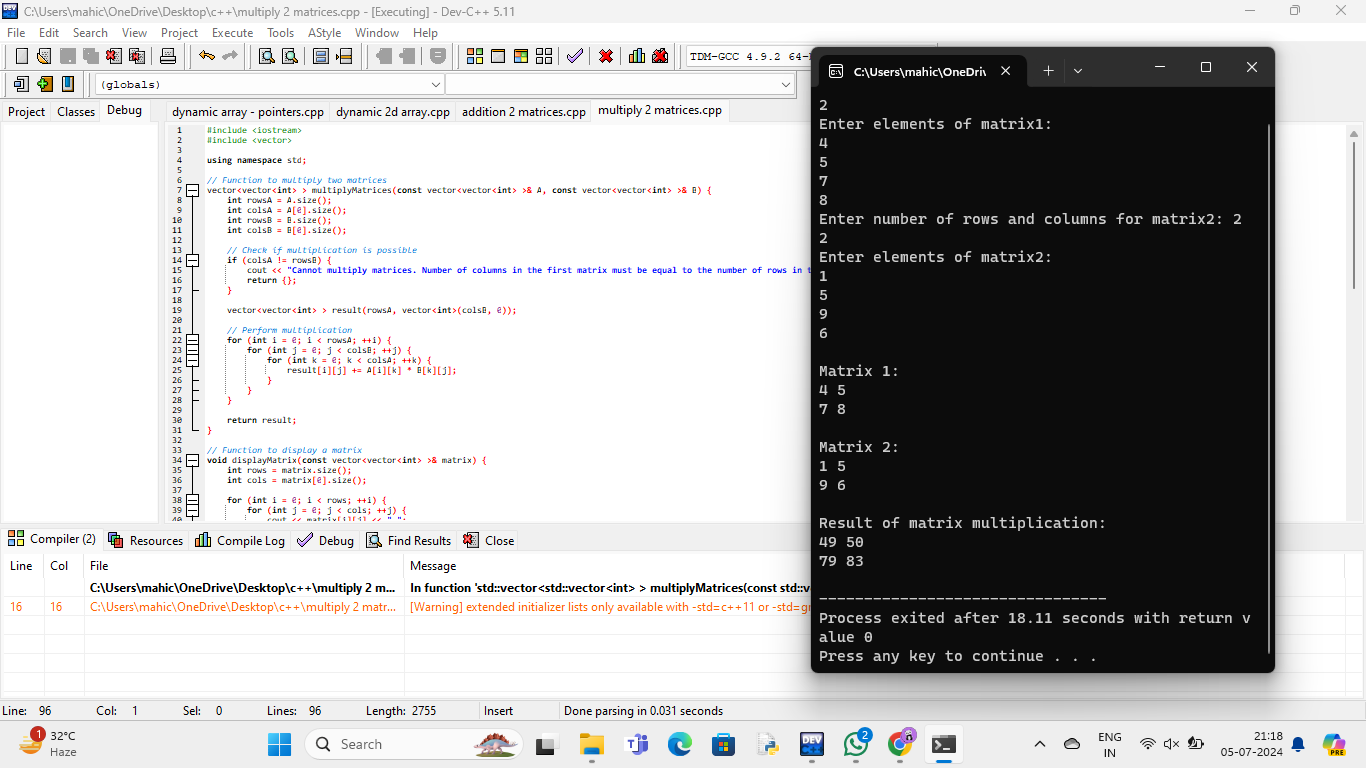 C:\Users\mahic\OneDrive\Desktop\c++\multiply 2 matrices.cpp - [Executing] - Dev-C++ 5.11
File Edit Search View Project Execute Tools AStyle Window Help
TDM-GCC 4.9.2 64-
(globals)
Project Classes Debug
dynamic array - pointers.cpp dynamic 2d array.cpp addition 2 matrices.cpp multiply 2 matrices.cpp
1 #include <iostream>
2 #include <vector>
3
4 using namespace std;
5
6 // Function to multiply two matrices
7 vector<vector<int> > multiplyMatrices(const vector<vector<int> >& A, const vector<vector<int> >& B) {
8 int rowsA = A.size();
9 int colsA = A[0].size();
10 int rowsB = B.size();
11 int colsB = B[0].size();
12
13 // Check if multiplication is possible
14 if (colsA != rowsB) {
15 cout << "Cannot multiply matrices. Number of columns in the first matrix must be equal to the number of rows in
16 return {};
17 }
18
19 vector<vector<int> > result(rowsA, vector<int>(colsB, 0));
20
21 // Perform multiplication
22 for (int i = 0; i < rowsA; ++i) {
23 for (int j = 0; j < colsB; ++j) {
24 for (int k = 0; k < colsA; ++k) {
25 result[i][j] += A[i][k] * B[k][j];
26 }
27 }
28 }
29
30 return result;
31 }
32
33 // Function to display a matrix
34 void displayMatrix(const vector<vector<int> >& matrix) {
35 int rows = matrix.size();
36 int cols = matrix[0].size();
37
38 for (int i = 0; i < rows; ++i) {
39 for (int j = 0; j < cols; ++j) {
40 cout << matrix[i][j] << " ";
C:\Users\mahic\OneDri
2
Enter elements of matrix1:
4
5
7
8
Enter number of rows and columns for matrix2: 2
2
Enter elements of matrix2:
1
5
9
6
Matrix 1:
4 5
7 8
Matrix 2:
1 5
9 6
Result of matrix multiplication:
49 50
79 83
--------------------------------
Process exited after 18.11 seconds with return v
alue 0
Press any key to continue . . .
Compiler (2) Resources Compile Log Debug Find Results Close
Line Col File Message
C:\Users\mahic\OneDrive\Desktop\c++\multiply 2 m... In function 'std::vector<std::vector<int> > multiplyMatrices(const std::v
16 16 C:\Users\mahic\OneDrive\Desktop\c++\multiply 2 matr... [Warning] extended initializer lists only available with -std=c++11 or -std=g
Line: 96 Col: 1 Sel: 0 Lines: 96 Length: 2755 Insert Done parsing in 0.031 seconds
1 32°C
Haze
Search
DEV
2
PRE
ENG
IN
21:18
05-07-2024